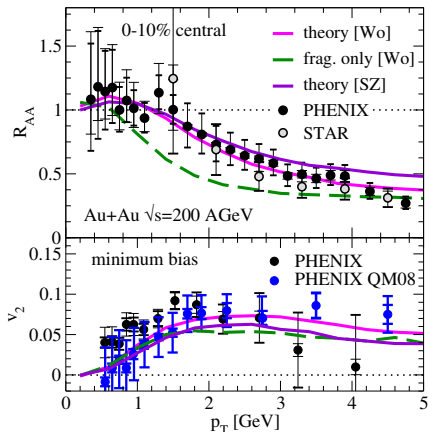 0-10% central
theory [Wo]
frag. only [Wo]
theory [SZ]
PHENIX
STAR
Au+Au √s=200 AGeV
R_AA
1.5
1
0.5
0
minimum bias
PHENIX
PHENIX QM08
v_2
0.1
0.05
0
0 1 2 3 4 5
p_T [GeV]